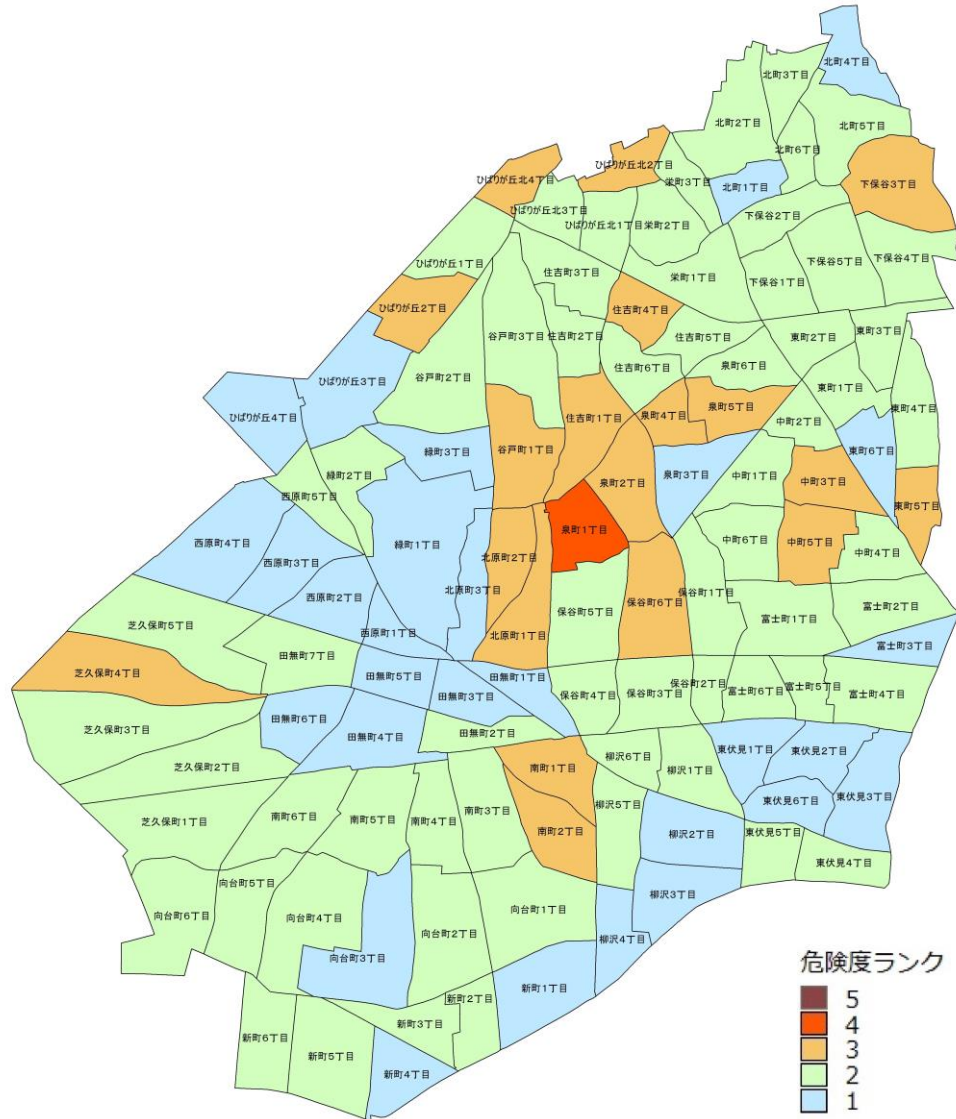 北町4丁目
北町3丁目
北町2丁目
北町5丁目
北町6丁目
ひばりが丘北2丁目
下保谷3丁目
ひばりが丘北4丁目
栄町3丁目
北町1丁目
ひばりが丘北3丁目
下保谷2丁目
ひばりが丘北1丁目
栄町2丁目
ひばりが丘1丁目
下保谷5丁目
下保谷4丁目
住吉町3丁目
栄町1丁目
下保谷1丁目
ひばりが丘2丁目
住吉町4丁目
東町3丁目
谷戸町3丁目
住吉町2丁目
住吉町5丁目
東町2丁目
泉町6丁目
住吉町6丁目
谷戸町2丁目
ひばりが丘3丁目
東町1丁目
泉町5丁目
東町4丁目
ひばりが丘4丁目
住吉町1丁目
泉町4丁目
中町2丁目
緑町3丁目
谷戸町1丁目
東町6丁目
緑町2丁目
泉町3丁目
中町1丁目
泉町2丁目
中町3丁目
西原町5丁目
東町5丁目
泉町1丁目
西原町4丁目
緑町1丁目
中町6丁目
中町5丁目
中町4丁目
北原町2丁目
西原町3丁目
北原町3丁目
保谷町1丁目
西原町2丁目
保谷町6丁目
富士町2丁目
保谷町5丁目
富士町1丁目
芝久保町5丁目
西原町1丁目
北原町1丁目
富士町3丁目
田無町7丁目
芝久保町4丁目
田無町5丁目
田無町1丁目
保谷町2丁目
富士町5丁目
田無町3丁目
保谷町4丁目
保谷町3丁目
富士町6丁目
富士町4丁目
田無町6丁目
芝久保町3丁目
田無町2丁目
田無町4丁目
東伏見1丁目
東伏見2丁目
柳沢6丁目
芝久保町2丁目
南町1丁目
柳沢1丁目
東伏見3丁目
東伏見6丁目
柳沢5丁目
南町3丁目
南町6丁目
芝久保町1丁目
南町5丁目
南町4丁目
南町2丁目
柳沢2丁目
東伏見5丁目
東伏見4丁目
向台町5丁目
柳沢3丁目
向台町1丁目
向台町6丁目
向台町4丁目
向台町2丁目
柳沢4丁目
向台町3丁目
新町1丁目
新町2丁目
新町3丁目
新町6丁目
新町5丁目
新町4丁目
危険度ランク
5
4
3
2
1